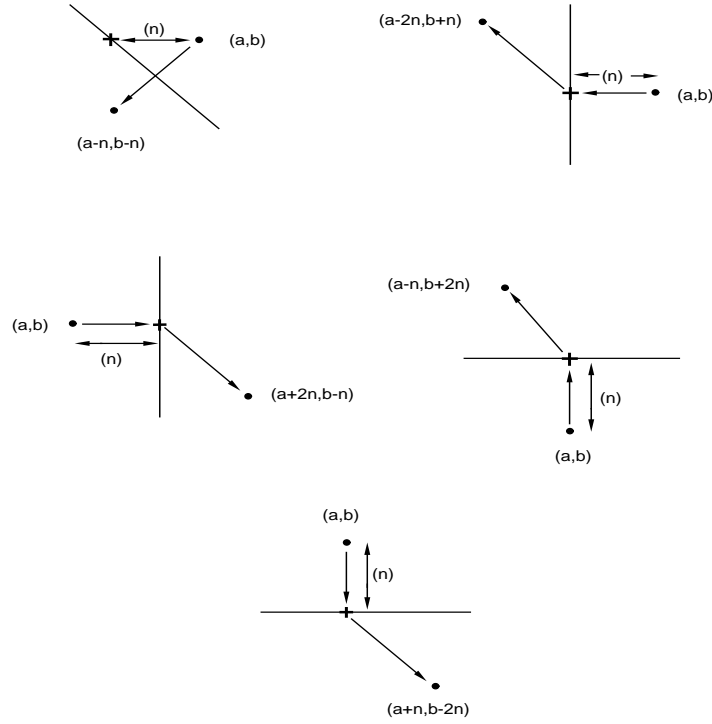 (n)
(a,b)
(a-n,b-n)
(a-2n,b+n)
(n)
(a,b)
(a,b)
(n)
(a+2n,b-n)
(a-n,b+2n)
(n)
(a,b)
(a,b)
(n)
(a+n,b-2n)